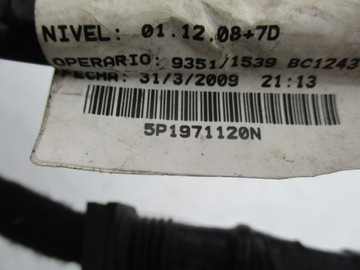 NIVEL: 01.12.08+7D
OPERARIO: 9351/1539 BC1243
FECHA: 31/3/2009 21:13
5P1971120N